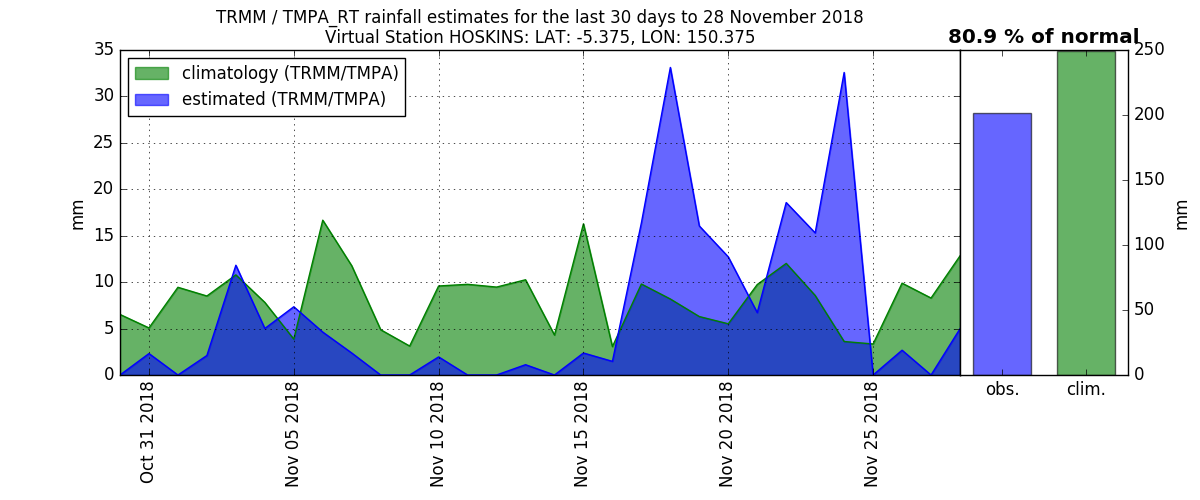 TRMM / TMPA_RT rainfall estimates for the last 30 days to 28 November 2018
Virtual Station HOSKINS: LAT: -5.375, LON: 150.375
80.9 % of normal
climatology (TRMM/TMPA)
estimated (TRMM/TMPA)
35
30
25
20
15
10
5
0
mm
Oct 31 2018
Nov 05 2018
Nov 10 2018
Nov 15 2018
Nov 20 2018
Nov 25 2018
250
200
150
100
50
0
mm
obs.
clim.